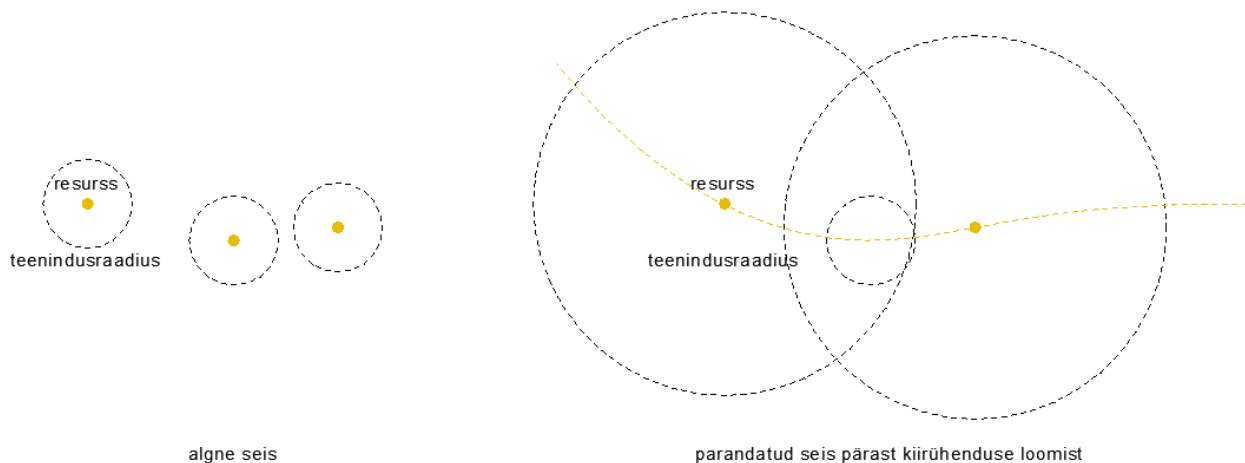 resurss
teenindusraadius
algne seis
resurss
teenindusraadius
parandatud seis pärast kiirühenduse loomist